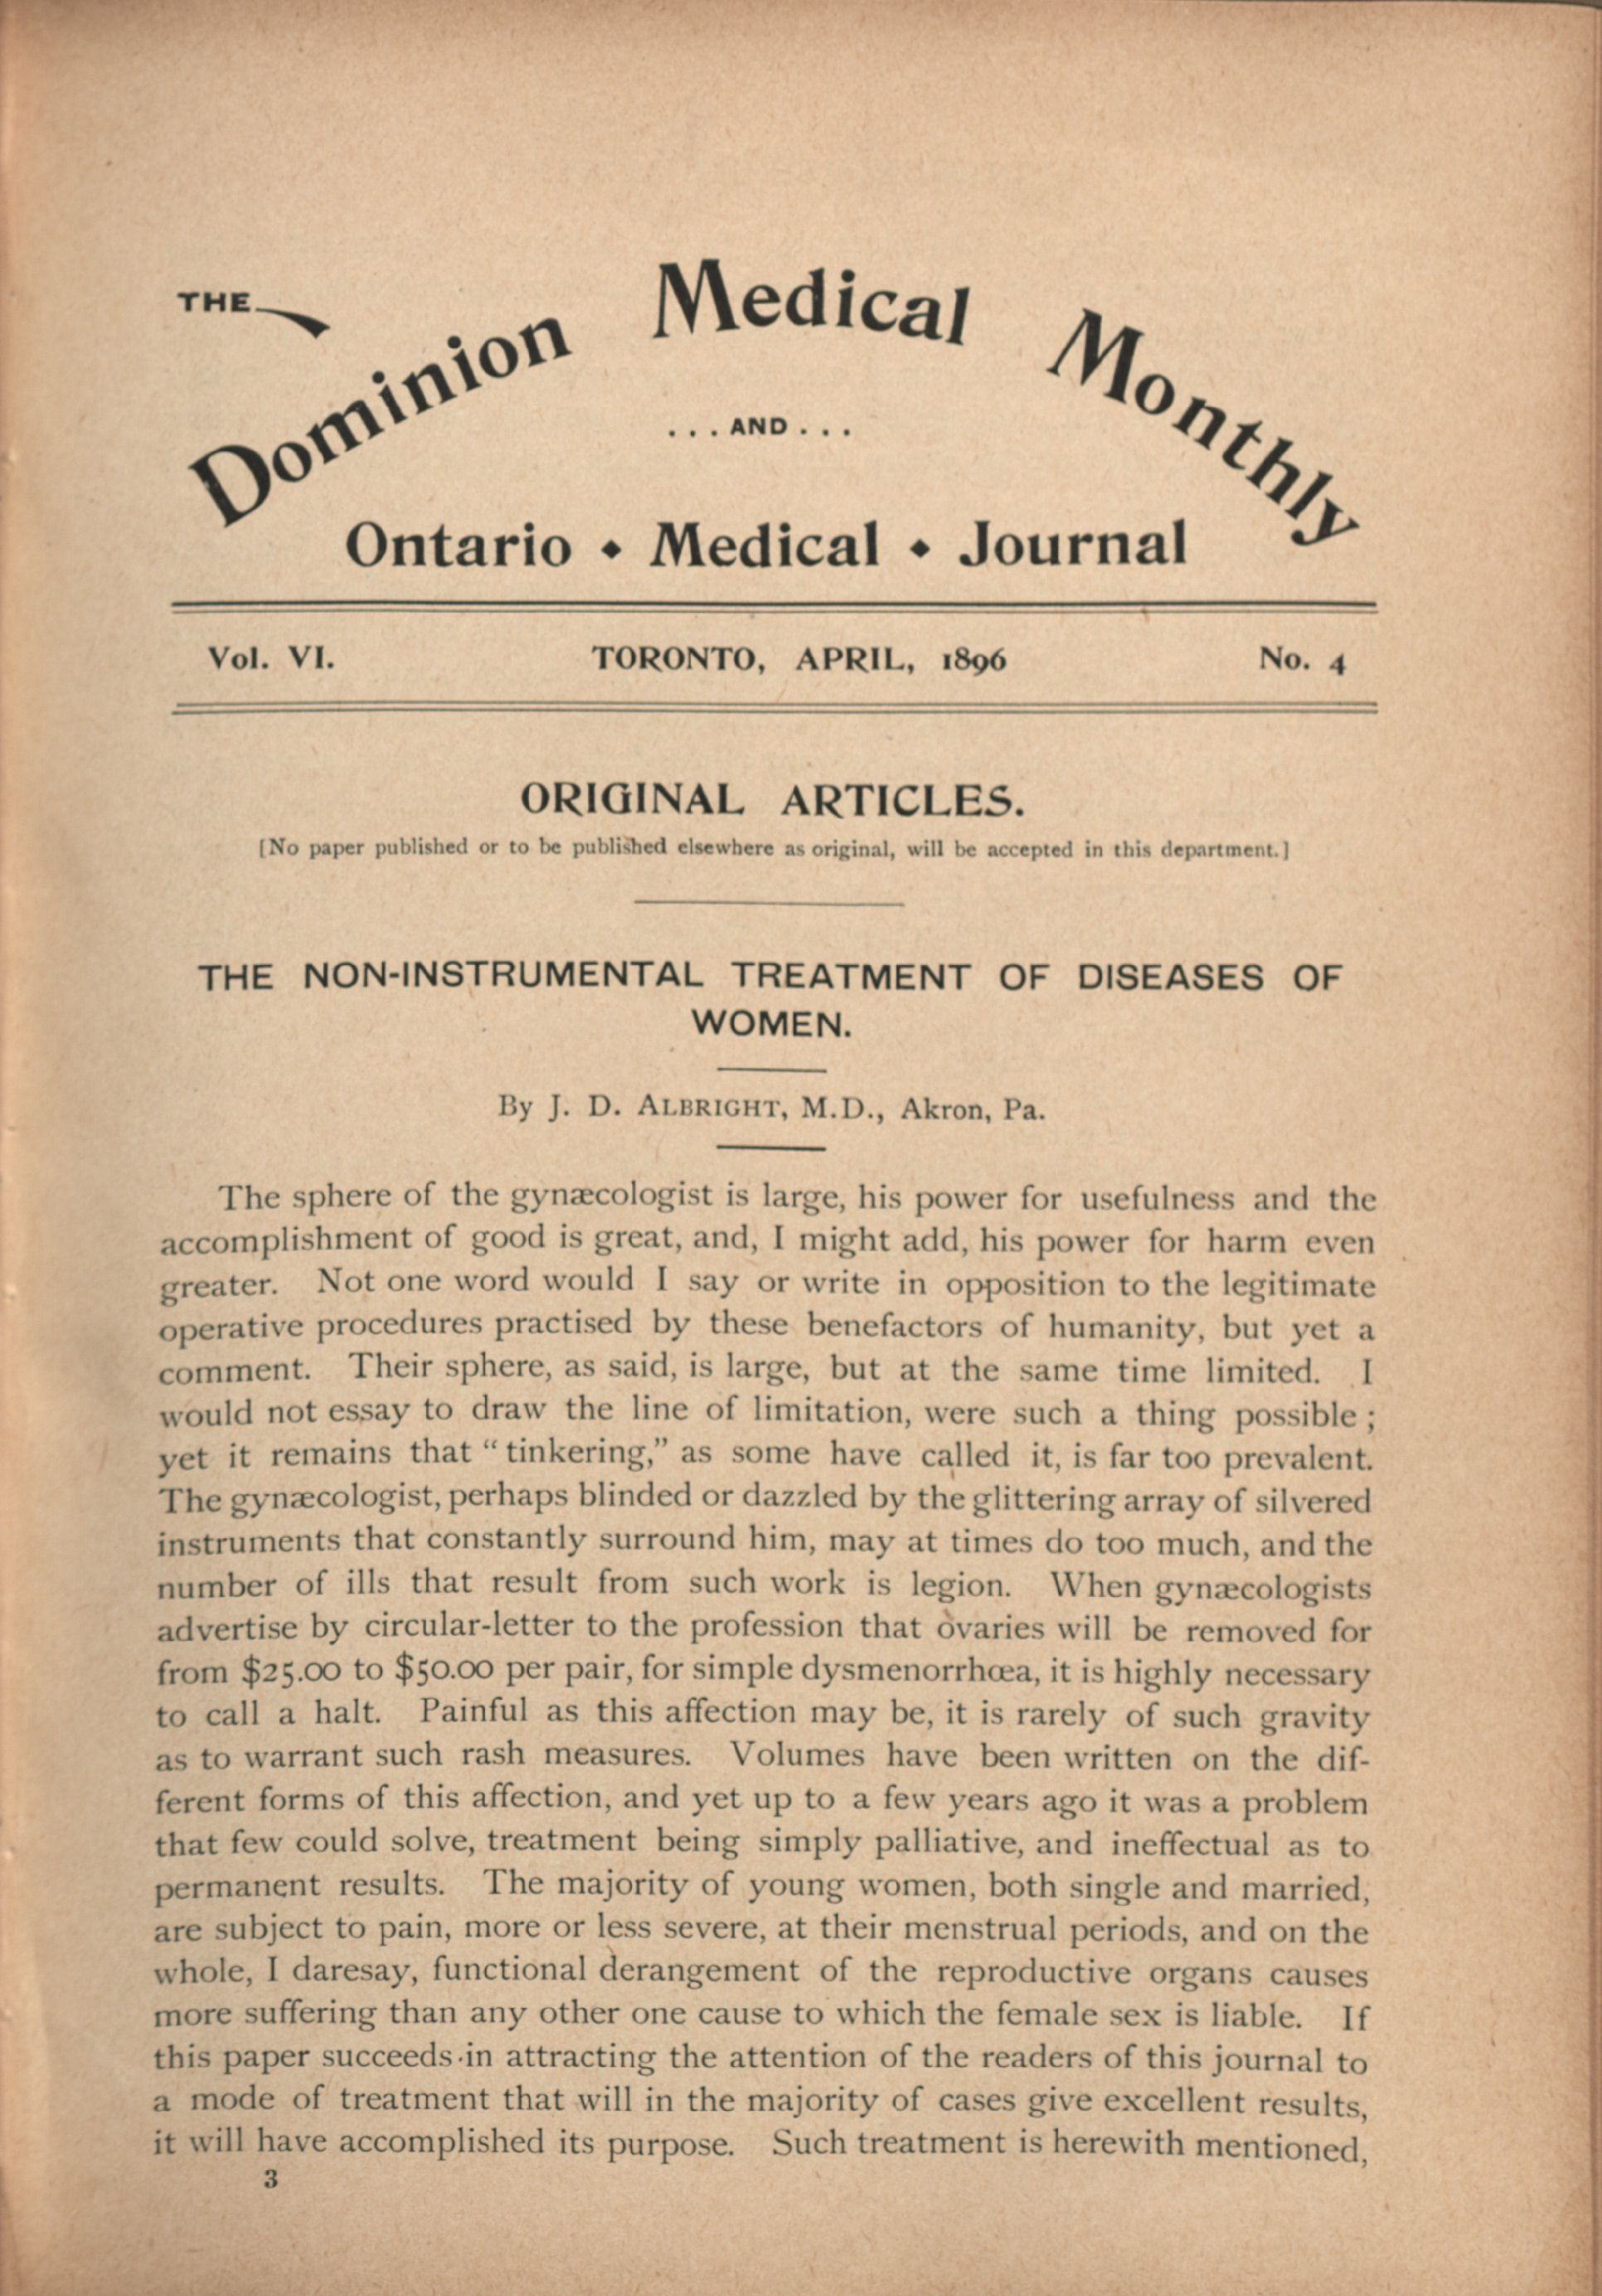 THE
Dominion Medical Monthly
... AND ...
Ontario • Medical • Journal
Vol. VI. TORONTO, APRIL, 1896 No. 4
ORIGINAL ARTICLES.
[No paper published or to be published elsewhere as original, will be accepted in this department.]
THE NON-INSTRUMENTAL TREATMENT OF DISEASES OF
WOMEN.
By J. D. ALBRIGHT, M.D., Akron, Pa.
The sphere of the gynæcologist is large, his power for usefulness and the
accomplishment of good is great, and, I might add, his power for harm even
greater. Not one word would I say or write in opposition to the legitimate
operative procedures practised by these benefactors of humanity, but yet a
comment. Their sphere, as said, is large, but at the same time limited. I
would not essay to draw the line of limitation, were such a thing possible ;
yet it remains that “tinkering,” as some have called it, is far too prevalent.
The gynæcologist, perhaps blinded or dazzled by the glittering array of silvered
instruments that constantly surround him, may at times do too much, and the
number of ills that result from such work is legion. When gynæcologists
advertise by circular-letter to the profession that ovaries will be removed for
from $25.00 to $50.00 per pair, for simple dysmenorrhœa, it is highly necessary
to call a halt. Painful as this affection may be, it is rarely of such gravity
as to warrant such rash measures. Volumes have been written on the dif-
ferent forms of this affection, and yet up to a few years ago it was a problem
that few could solve, treatment being simply palliative, and ineffectual as to
permanent results. The majority of young women, both single and married,
are subject to pain, more or less severe, at their menstrual periods, and on the
whole, I daresay, functional derangement of the reproductive organs causes
more suffering than any other one cause to which the female sex is liable. If
this paper succeeds in attracting the attention of the readers of this journal to
a mode of treatment that will in the majority of cases give excellent results,
it will have accomplished its purpose. Such treatment is herewith mentioned,
3